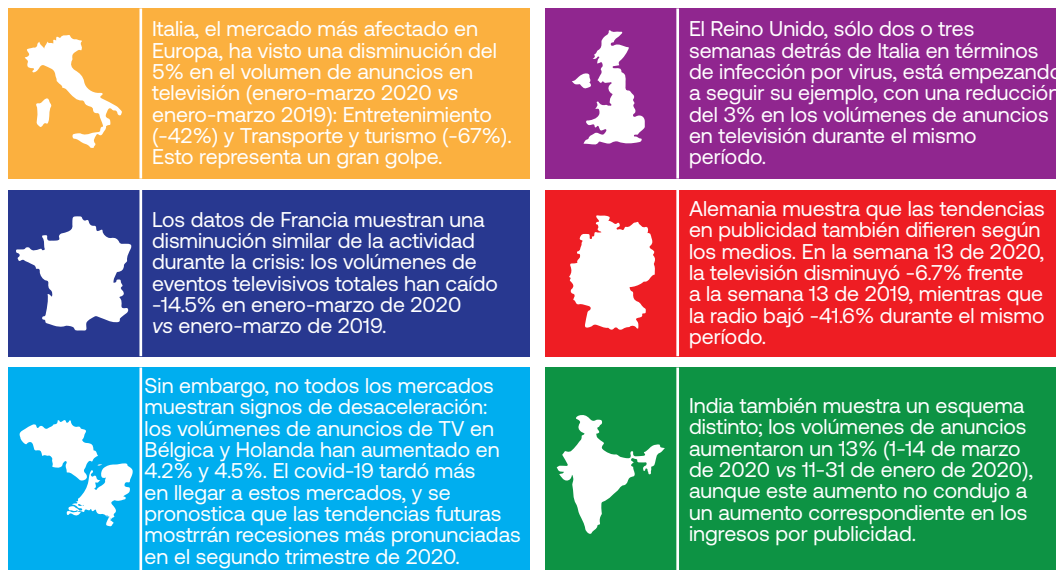 Italia, el mercado más afectado en
Europa, ha visto una disminución del
5% en el volumen de anuncios en
televisión (enero-marzo 2020 vs
enero-marzo 2019): Entretenimiento
(-42%) y Transporte y turismo (-67%).
Esto representa un gran golpe.
El Reino Unido, sólo dos o tres
semanas detrás de Italia en términos
de infección por virus, está empezando
a seguir su ejemplo, con una reducción
del 3% en los volúmenes de anuncios
en televisión durante el mismo
período.
Los datos de Francia muestran una
disminución similar de la actividad
durante la crisis: los volúmenes de
eventos televisivos totales han caído
-14.5% en enero-marzo de 2020
vs enero-marzo de 2019.
Alemania muestra que las tendencias
en publicidad también difieren según
los medios. En la semana 13 de 2020,
la televisión disminuyó -6.7% frente
a la semana 13 de 2019, mientras que
la radio bajó -41.6% durante el mismo
período.
Sin embargo, no todos los mercados
muestran signos de desaceleración:
los volúmenes de anuncios de TV en
Bélgica y Holanda han aumentado en
4.2% y 4.5%. El covid-19 tardó más
en llegar a estos mercados, y se
pronostica que las tendencias futuras
mostrrán recesiones más pronunciadas
en el segundo trimestre de 2020.
India también muestra un esquema
distinto; los volúmenes de anuncios
aumentaron un 13% (1-14 de marzo
de 2020 vs 11-31 de enero de 2020),
aunque este aumento no condujo a
un aumento correspondiente en los
ingresos por publicidad.